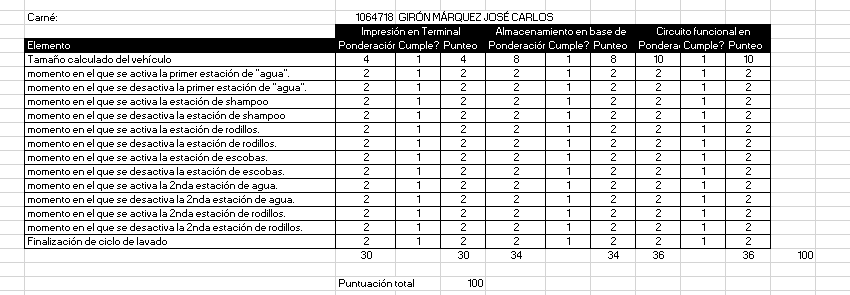 Carné: 1064718 GIRÓN MÁRQUEZ JOSÉ CARLOS
Impresión en Terminal Almacenamiento en base de Circuito funcional en
Elemento Ponderación Cumple? Punteo Ponderación Cumple? Punteo Pondera Cumple? Punteo
Tamaño calculado del vehículo 4 1 4 8 1 8 10 1 10
momento en el que se activa la primer estación de "agua". 2 1 2 2 1 2 2 1 2
momento en el que se desactiva la primer estación de "agua". 2 1 2 2 1 2 2 1 2
momento en el que se activa la estación de shampoo 2 1 2 2 1 2 2 1 2
momento en el que se desactiva la estación de shampoo 2 1 2 2 1 2 2 1 2
momento en el que se activa la estación de rodillos. 2 1 2 2 1 2 2 1 2
momento en el que se desactiva la estación de rodillos. 2 1 2 2 1 2 2 1 2
momento en el que se activa la estación de escobas. 2 1 2 2 1 2 2 1 2
momento en el que se desactiva la estación de escobas. 2 1 2 2 1 2 2 1 2
momento en el que se activa la 2nda estación de agua. 2 1 2 2 1 2 2 1 2
momento en el que se desactiva la 2nda estación de agua. 2 1 2 2 1 2 2 1 2
momento en el que se activa la 2nda estación de rodillos. 2 1 2 2 1 2 2 1 2
momento en el que se desactiva la 2nda estación de rodillos. 2 1 2 2 1 2 2 1 2
Finalización de ciclo de lavado 2 1 2 2 1 2 2 1 2
30 30 34 34 36 36 100
Puntuación total 100